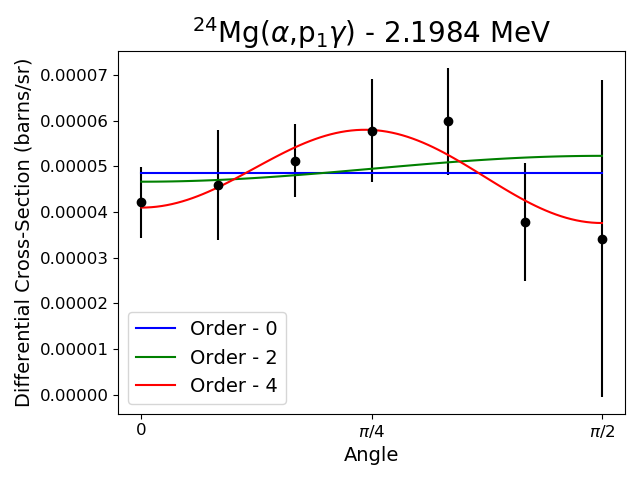 ²⁴Mg(α,p₁γ) - 2.1984 MeV
Differential Cross-Section (barns/sr)
0.00007
0.00006
0.00005
0.00004
0.00003
0.00002
0.00001
0.00000
Order - 0
Order - 2
Order - 4
0
π/4
π/2
Angle